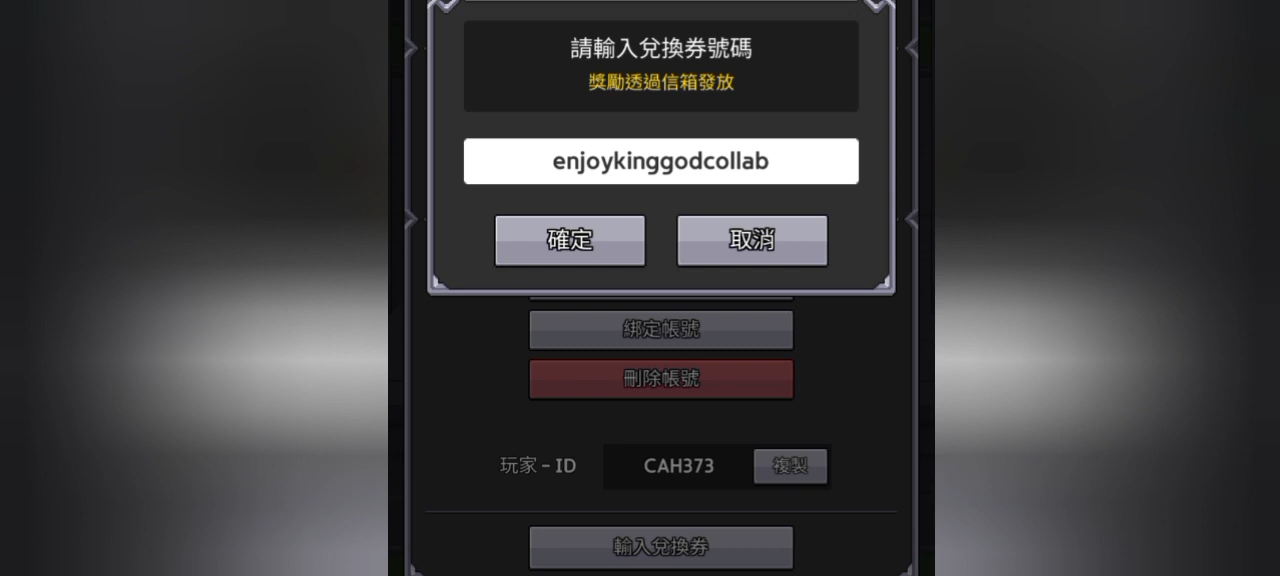 請輸入兌換券號碼
獎勵透過信箱發放
enjoykinggodcollab
確定
取消
綁定帳號
刪除帳號
玩家 - ID
CAH373
複製
輸入兌換券